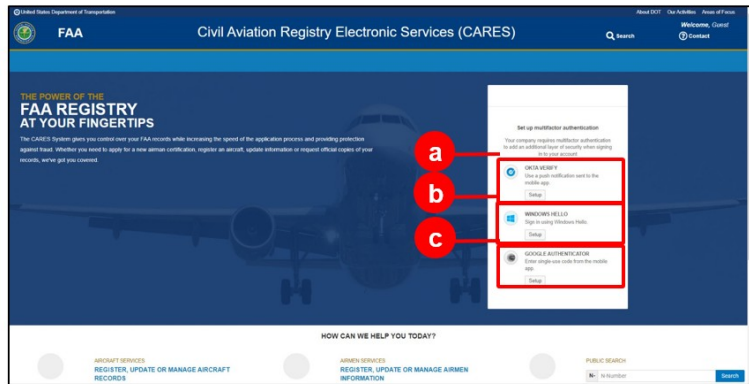 United States Department of Transportation
About DOT Our Activities Areas of Focus
FAA
Civil Aviation Registry Electronic Services (CARES)
Search
Welcome, Guest
Contact
THE POWER OF THE
FAA REGISTRY
AT YOUR FINGERTIPS
The CARES System gives you control over your FAA records while increasing the speed of the application process and providing protection
against fraud. Whether you need to apply for a new airman certification, register an aircraft, update information or request official copies of your
records, we've got you covered.
Set up multifactor authentication
Your company requires multifactor authentication
to add an additional layer of security when signing
in to your account
a
OKTA VERIFY
Use a push notification sent to the
mobile app.
Setup
b
WINDOWS HELLO
Sign in using Windows Hello.
Setup
c
GOOGLE AUTHENTICATOR
Enter single-use code from the mobile
app.
Setup
HOW CAN WE HELP YOU TODAY?
AIRCRAFT SERVICES
REGISTER, UPDATE OR MANAGE AIRCRAFT
RECORDS
AIRMEN SERVICES
REGISTER, UPDATE OR MANAGE AIRMEN
INFORMATION
PUBLIC SEARCH
N- N-Number Search